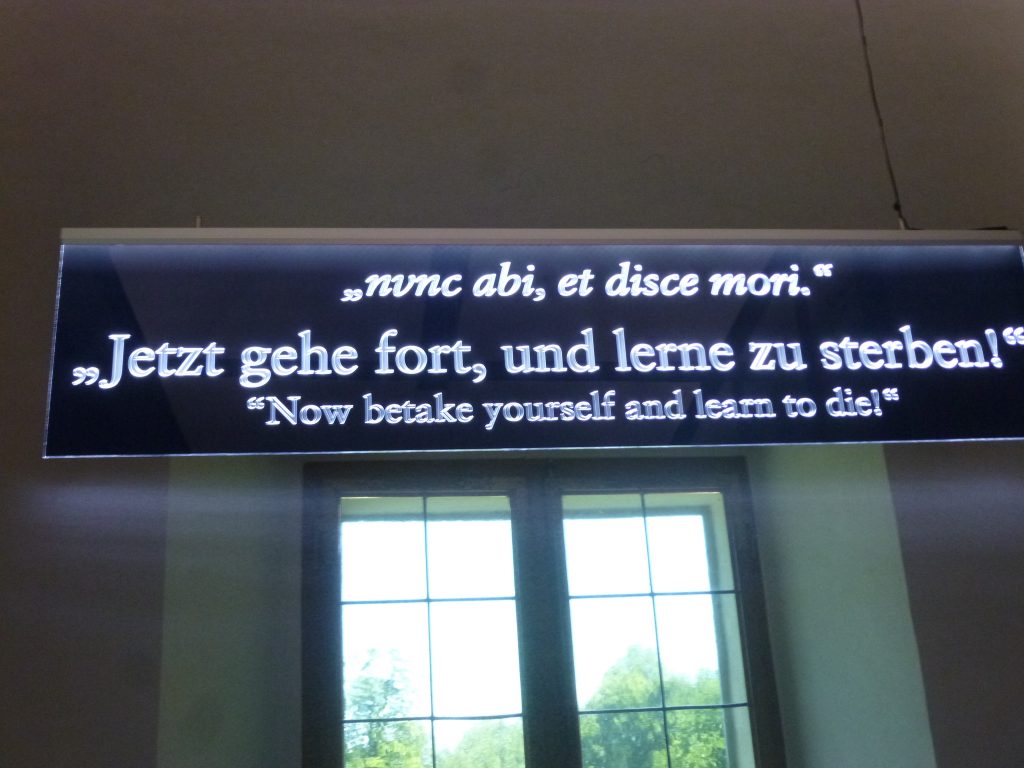 „nvnc abi, et disce mori.“
„Jetzt gehe fort, und lerne zu sterben!“
“Now betake yourself and learn to die!“